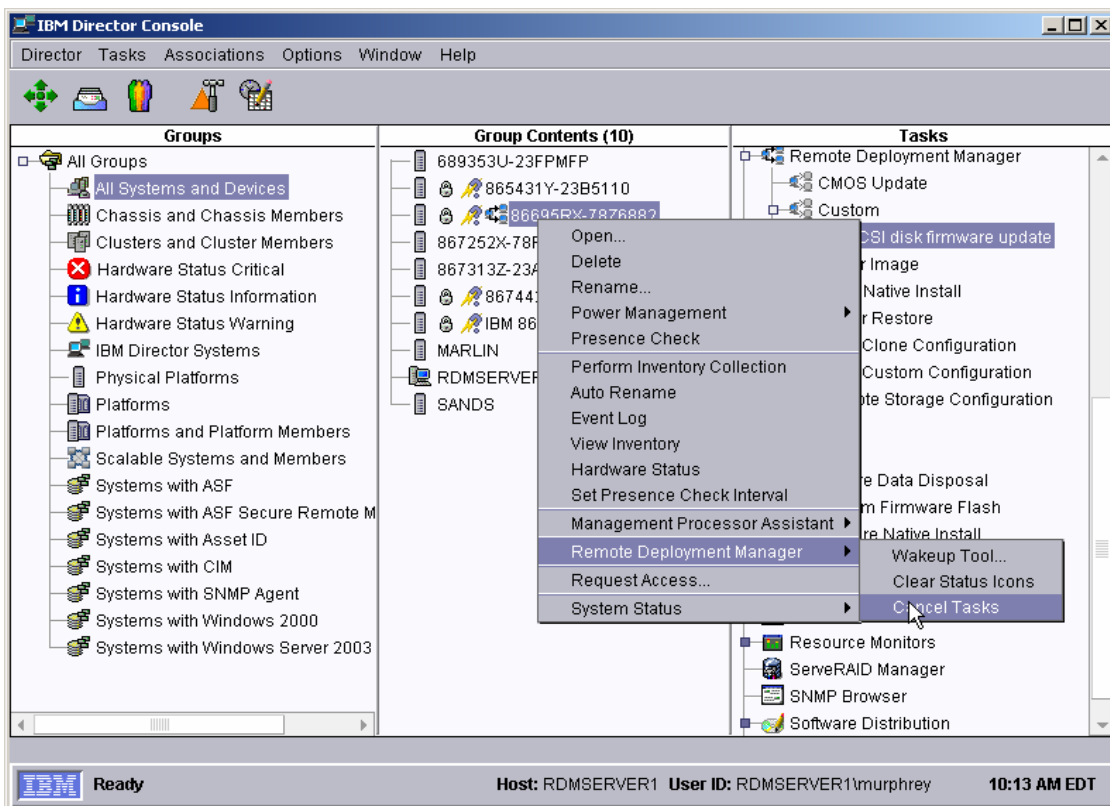 IBM Director Console
Director Tasks Associations Options Window Help
Groups
All Groups
All Systems and Devices
Chassis and Chassis Members
Clusters and Cluster Members
Hardware Status Critical
Hardware Status Information
Hardware Status Warning
IBM Director Systems
Physical Platforms
Platforms
Platforms and Platform Members
Scalable Systems and Members
Systems with ASF
Systems with ASF Secure Remote M
Systems with Asset ID
Systems with CIM
Systems with SNMP Agent
Systems with Windows 2000
Systems with Windows Server 2003
Group Contents (10)
689353U-23FPMFP
865431Y-23B5110
86695RX-78Z6882
867252X-78F
867313Z-23A
86744
IBM 86
MARLIN
RDMSERVER
SANDS
Open...
Delete
Rename...
Power Management
Presence Check
Perform Inventory Collection
Auto Rename
Event Log
View Inventory
Hardware Status
Set Presence Check Interval
Management Processor Assistant
Remote Deployment Manager
Request Access...
System Status
Wakeup Tool...
Clear Status Icons
Cancel Tasks
Tasks
Remote Deployment Manager
CMOS Update
Custom
CSI disk firmware update
r Image
Native Install
r Restore
Clone Configuration
Custom Configuration
te Storage Configuration
e Data Disposal
m Firmware Flash
re Native Install
Resource Monitors
ServeRAID Manager
SNMP Browser
Software Distribution
IBM Ready
Host: RDMSERVER1 User ID: RDMSERVER1\murphrey 10:13 AM EDT